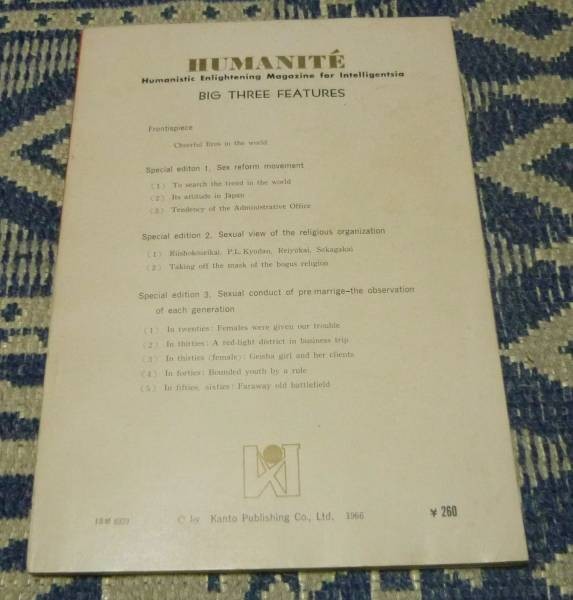 HUMANITÉ
Humanistic Enlightening Magazine for Intelligentsia
BIG THREE FEATURES
Frontispiece
Cheerful fires in the world
Special editon 1. Sex reform movement
(1) To search the trend in the world
(2) Its attitude in Japan
(3) Tendency of the Administrative Office
Special edition 2. Sexual view of the religious organization
(1) Risshokoseikai, P.L. Kyodan, Reiyukai, Sokagakai
(2) Taking off the mask of the bogus religion
Special edition 3. Sexual conduct of pre-marrige—the observation
of each generation
(1) In twenties: Females were given our trouble
(2) In thirties: A red-light district in business trip
(3) In thirties (female): Geisha girl and her clients
(4) In forties: Bounded youth by a rule
(5) In fifties, sixties: Faraway old battlefield
© by Kanto Publishing Co., Ltd. 1966
¥ 260